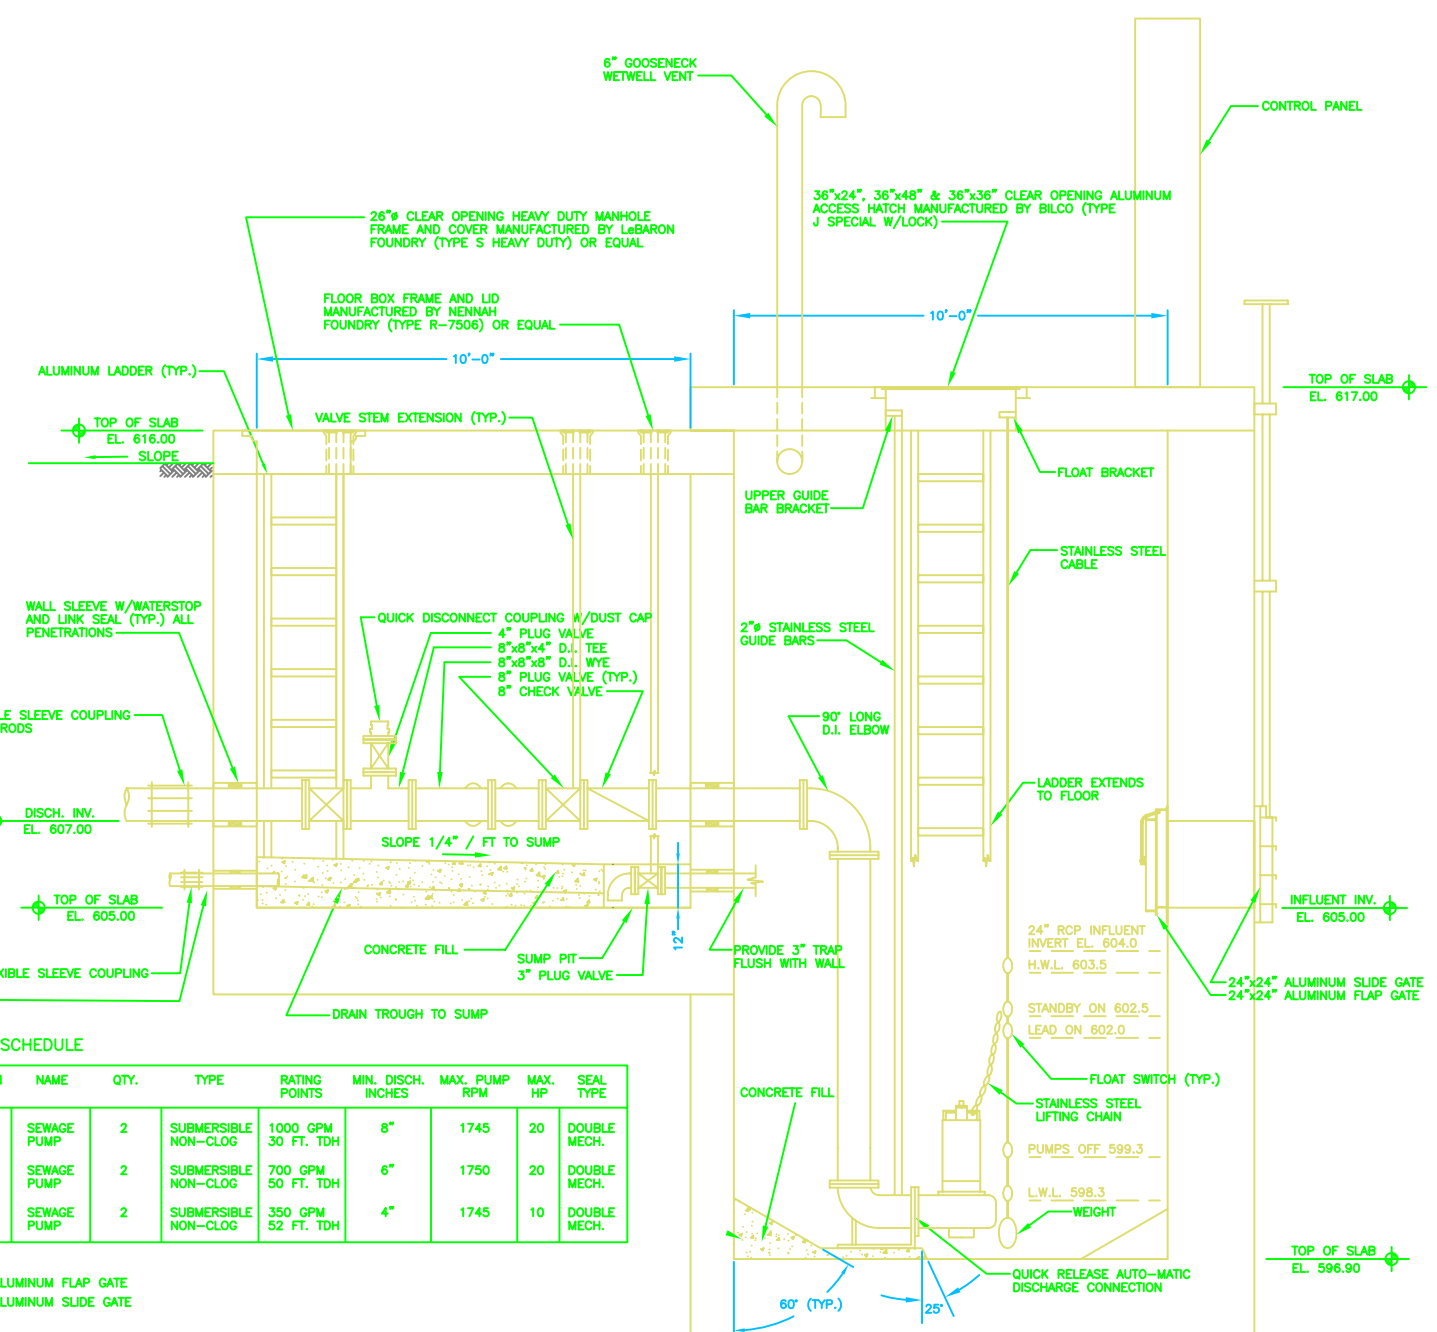 6" GOOSENECK
WETWELL VENT
CONTROL PANEL
36"x24", 36"x48" & 36"x36" CLEAR OPENING ALUMINUM
ACCESS HATCH MANUFACTURED BY BILCO (TYPE
J SPECIAL W/LOCK)
26"ø CLEAR OPENING HEAVY DUTY MANHOLE
FRAME AND COVER MANUFACTURED BY LeBARON
FOUNDRY (TYPE S HEAVY DUTY) OR EQUAL
FLOOR BOX FRAME AND LID
MANUFACTURED BY NENNAH
FOUNDRY (TYPE R-7506) OR EQUAL
10'-0"
10'-0"
ALUMINUM LADDER (TYP.)
TOP OF SLAB
EL. 617.00
VALVE STEM EXTENSION (TYP.)
TOP OF SLAB
EL. 616.00
SLOPE
FLOAT BRACKET
UPPER GUIDE
BAR BRACKET
STAINLESS STEEL
CABLE
WALL SLEEVE W/WATERSTOP
AND LINK SEAL (TYP.) ALL
PENETRATIONS
QUICK DISCONNECT COUPLING W/DUST CAP
4" PLUG VALVE
8"x8"x4" D.I. TEE
8"x8"x8" D.I. WYE
8" PLUG VALVE (TYP.)
8" CHECK VALVE
2"ø STAINLESS STEEL
GUIDE BARS
LE SLEEVE COUPLING
RODS
90° LONG
D.I. ELBOW
LADDER EXTENDS
TO FLOOR
DISCH. INV.
EL. 607.00
SLOPE 1/4" / FT TO SUMP
TOP OF SLAB
EL. 605.00
INFLUENT INV.
EL. 605.00
12"
24" RCP INFLUENT
INVERT EL. 604.0
H.W.L. 603.5
CONCRETE FILL
SUMP PIT
3" PLUG VALVE
PROVIDE 3" TRAP
FLUSH WITH WALL
XIBLE SLEEVE COUPLING
24"x24" ALUMINUM SLIDE GATE
24"x24" ALUMINUM FLAP GATE
STANDBY ON 602.5
LEAD ON 602.0
DRAIN TROUGH TO SUMP
SCHEDULE
FLOAT SWITCH (TYP.)
STAINLESS STEEL
LIFTING CHAIN
CONCRETE FILL
NAME QTY. TYPE RATING POINTS MIN. DISCH. INCHES MAX. PUMP RPM MAX. HP SEAL TYPE
SEWAGE PUMP 2 SUBMERSIBLE NON-CLOG 1000 GPM 30 FT. TDH 8" 1745 20 DOUBLE MECH.
SEWAGE PUMP 2 SUBMERSIBLE NON-CLOG 700 GPM 50 FT. TDH 6" 1750 20 DOUBLE MECH.
SEWAGE PUMP 2 SUBMERSIBLE NON-CLOG 350 GPM 52 FT. TDH 4" 1745 10 DOUBLE MECH.
PUMPS OFF 599.3
L.W.L. 598.3
WEIGHT
TOP OF SLAB
EL. 596.90
QUICK RELEASE AUTO-MATIC
DISCHARGE CONNECTION
60° (TYP.)
25°
LUMINUM FLAP GATE
LUMINUM SLIDE GATE